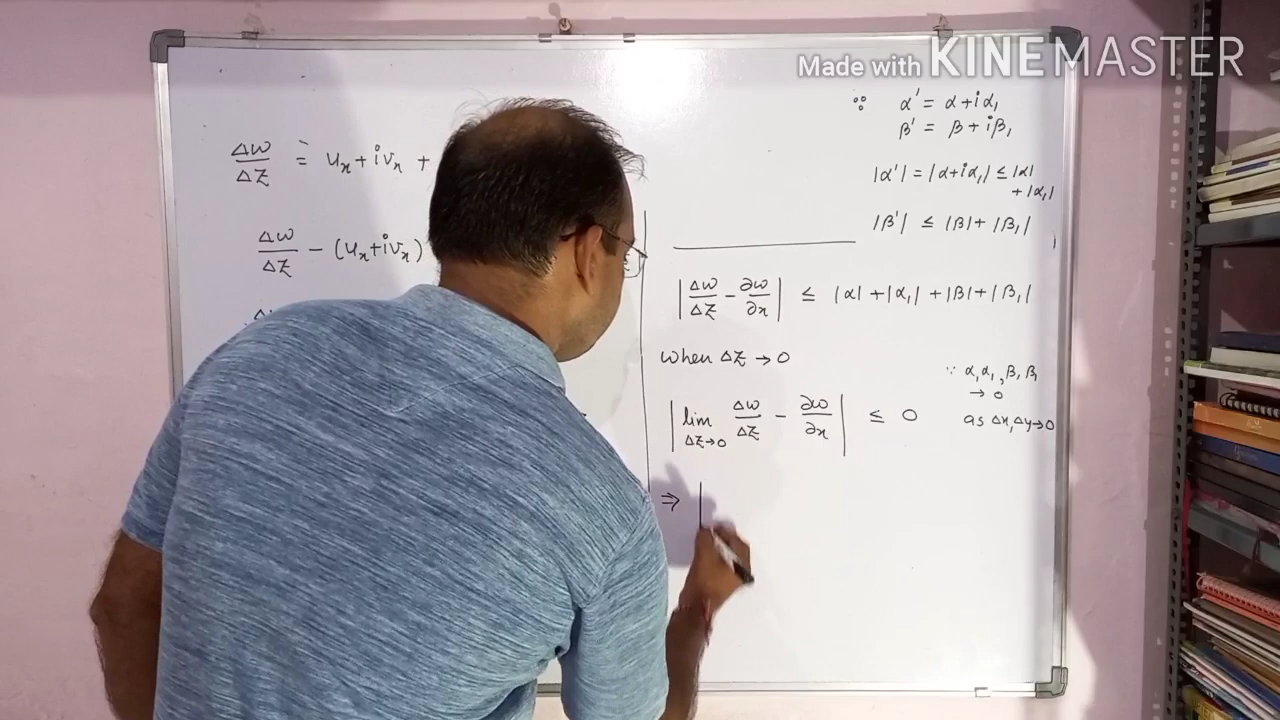 Made with KINEMASTER
Δw/ΔZ = uₓ + ivₓ +
Δw/ΔZ − (uₓ + ivₓ)
∵ α' = α + iα₁
β' = β + iβ₁
|α'| = |α + iα₁| ≤ |α|
+ |α₁|
|β'| ≤ |β| + |β₁|
|Δw/ΔZ − ∂w/∂x| ≤ |α| + |α₁| + |β| + |β₁|
when ΔZ → 0
∵ α, α₁, β, β₁
→ 0
|lim ΔZ→0 Δw/ΔZ − ∂w/∂x| ≤ 0
as Δx, Δy → 0
⇒ |